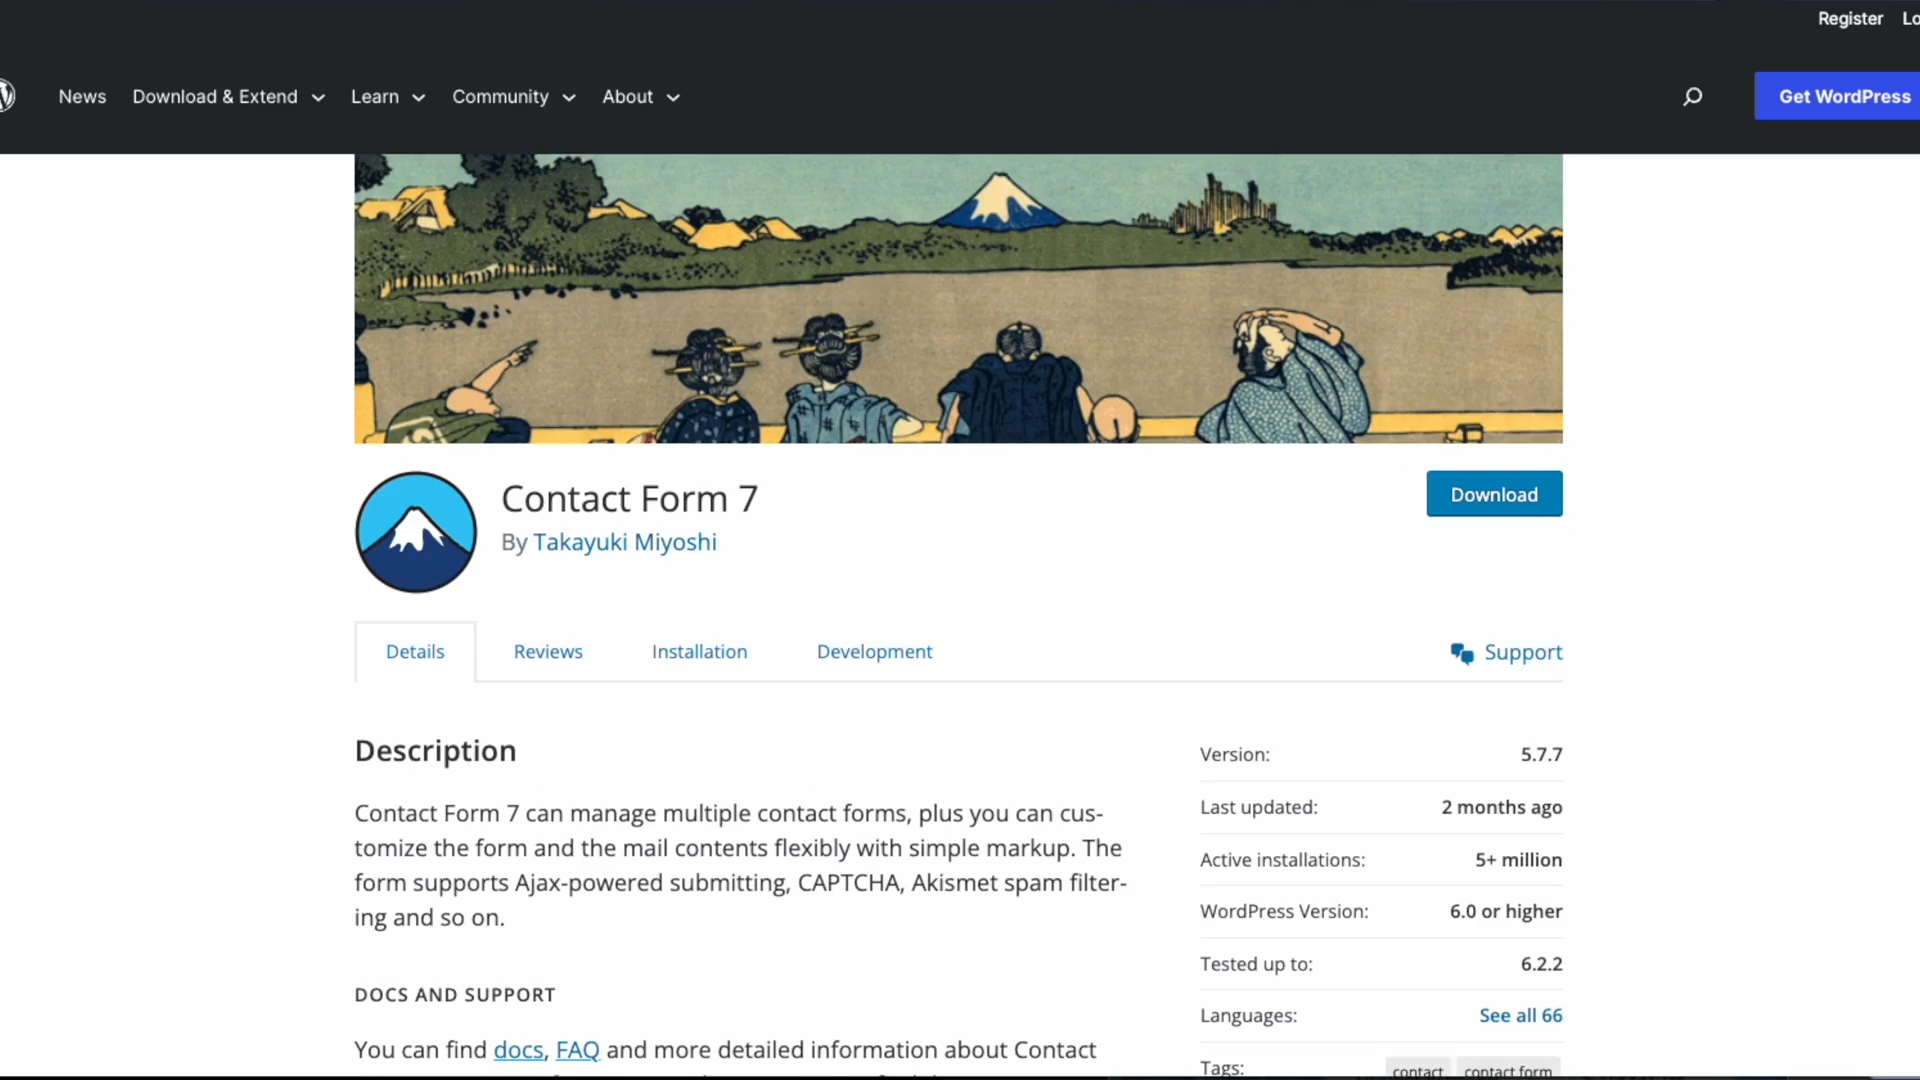 Register Lo
News Download & Extend Learn Community About Get WordPress
Contact Form 7
Download
By Takayuki Miyoshi
Details Reviews Installation Development Support
Description
Contact Form 7 can manage multiple contact forms, plus you can cus-
tomize the form and the mail contents flexibly with simple markup. The
form supports Ajax-powered submitting, CAPTCHA, Akismet spam filter-
ing and so on.
DOCS AND SUPPORT
You can find docs, FAQ and more detailed information about Contact
Version: 5.7.7
Last updated: 2 months ago
Active installations: 5+ million
WordPress Version: 6.0 or higher
Tested up to: 6.2.2
Languages: See all 66
Tags: contact contact form